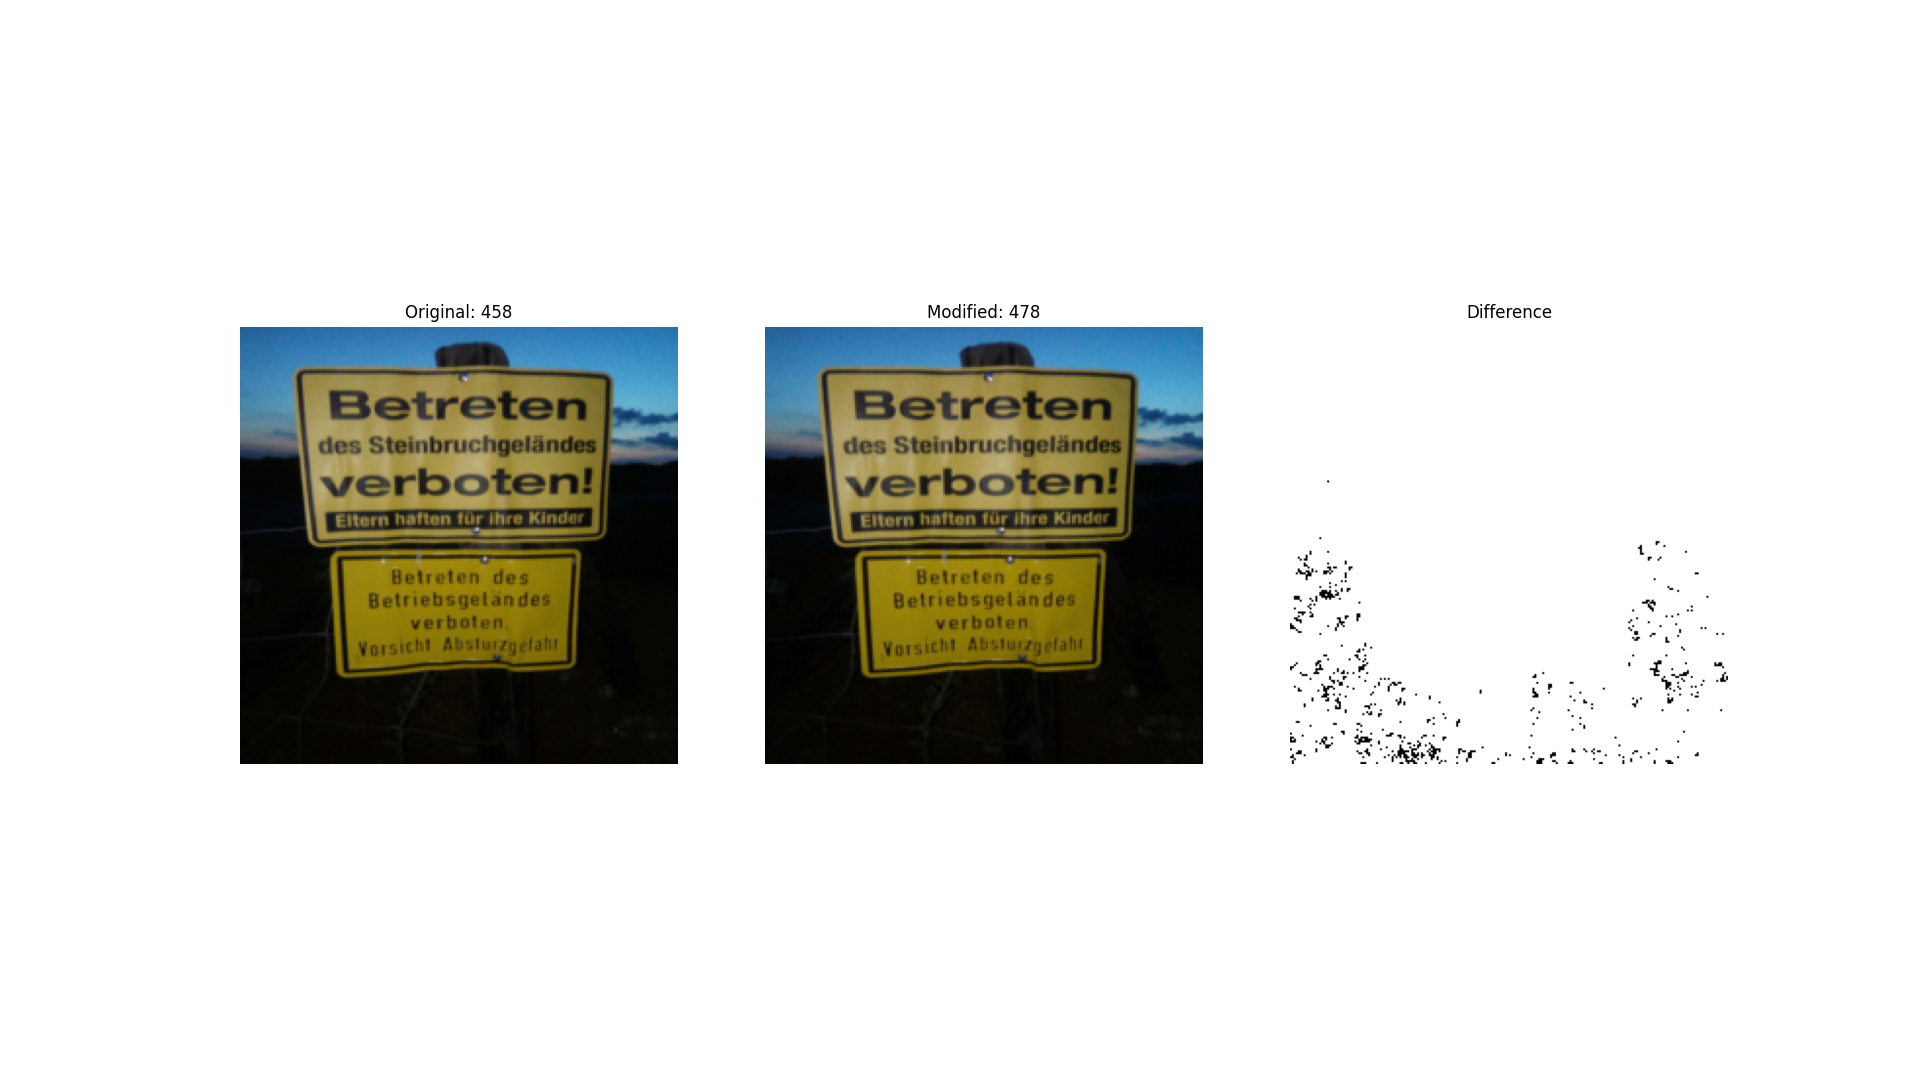 Original: 458
Betreten
des Steinbruchgeländes
verboten!
Eltern haften für ihre Kinder
Betreten des
Betriebsgeländes
verboten.
Vorsicht Absturzgefahr
Modified: 478
Betreten
des Steinbruchgeländes
verboten!
Eltern haften für ihre Kinder
Betreten des
Betriebsgeländes
verboten.
Vorsicht Absturzgefahr
Difference